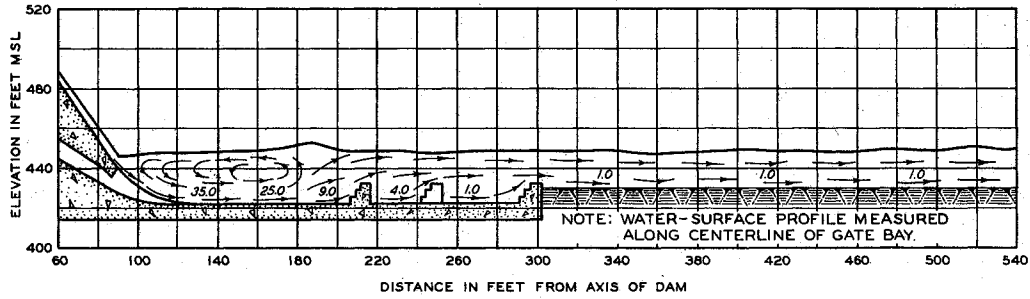 520
480
440
420
400
ELEVATION IN FEET MSL
35.0 25.0 9.0 4.0 1.0 1.0 1.0 1.0
NOTE: WATER-SURFACE PROFILE MEASURED
ALONG CENTERLINE OF GATE BAY.
60 100 140 180 220 260 300 340 380 420 460 500 540
DISTANCE IN FEET FROM AXIS OF DAM